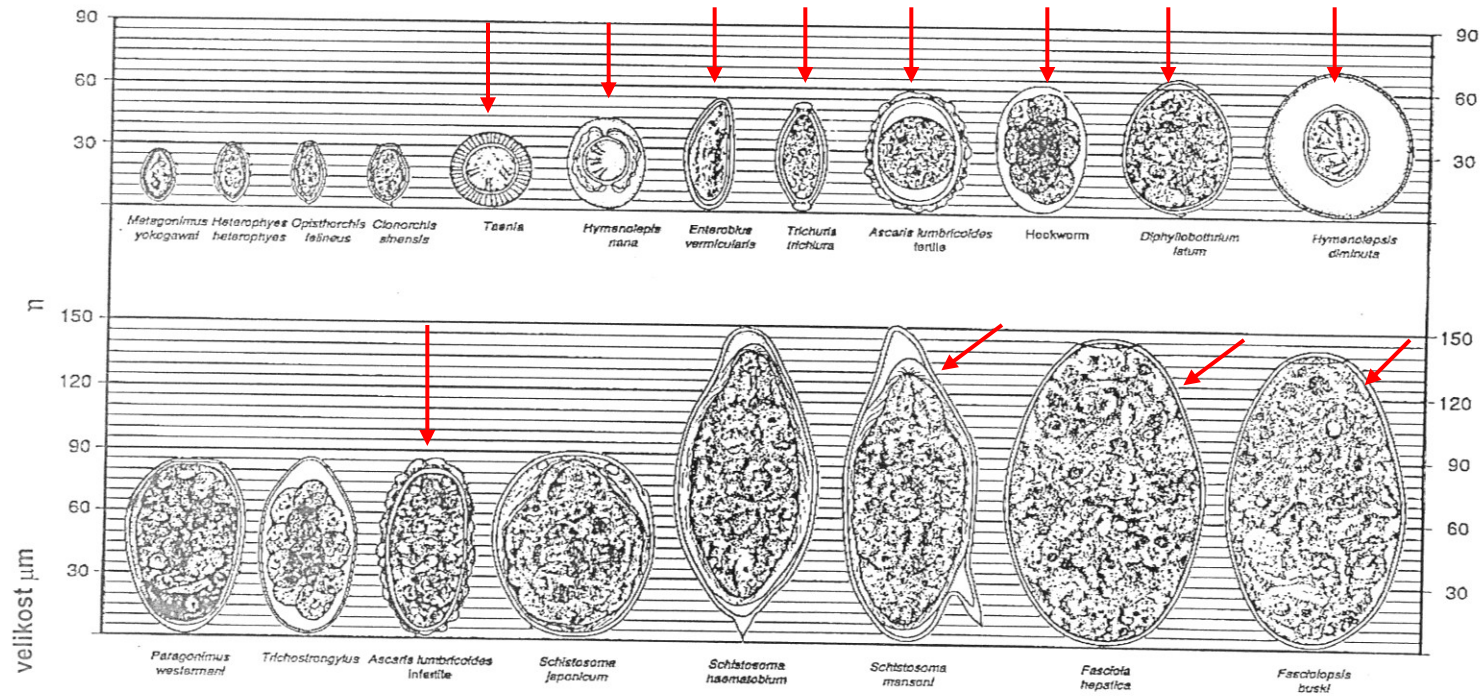 90
60
30
90
60
30
Metagonimus
yokogawai
Heterophyes
heterophyes
Opisthorchis
felineus
Clonorchis
sinensis
Taenia
Hymenolepis
nana
Enterobius
vermicularis
Trichuris
trichiura
Ascaris lumbricoides
fertile
Hookworm
Diphyllobothrium
latum
Hymenolepsis
diminuta
150
120
90
60
30
150
120
90
60
30
velikost µm
Paragonimus
westermani
Trichostrongylus
Ascaris lumbricoides
infertile
Schistosoma
japonicum
Schistosoma
haematobium
Schistosoma
mansoni
Fasciola
hepatica
Fasciolopsis
buski